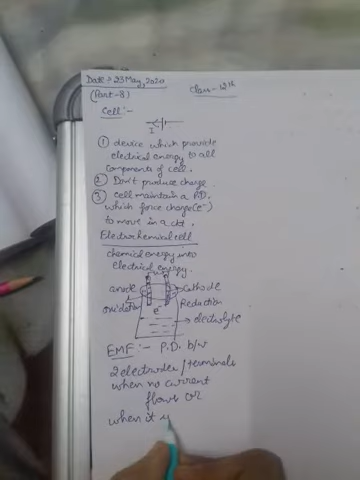 Date :- 23 May, 2020
Class - 12th
(Part-8)
Cell :-
I
① device which provide
electrical energy to all
components of cell.
② Don't produce charge.
③ cell maintain a P.D.
which force charge(e⁻)
to move in a ckt.
Electrochemical cell
chemical energy into
Electrical energy.
anode
cathode
oxidation
Reduction
e⁻
electrolyte
EMF :- P.D. b/w
2 electrodes/terminals
when no current
flows or
when it